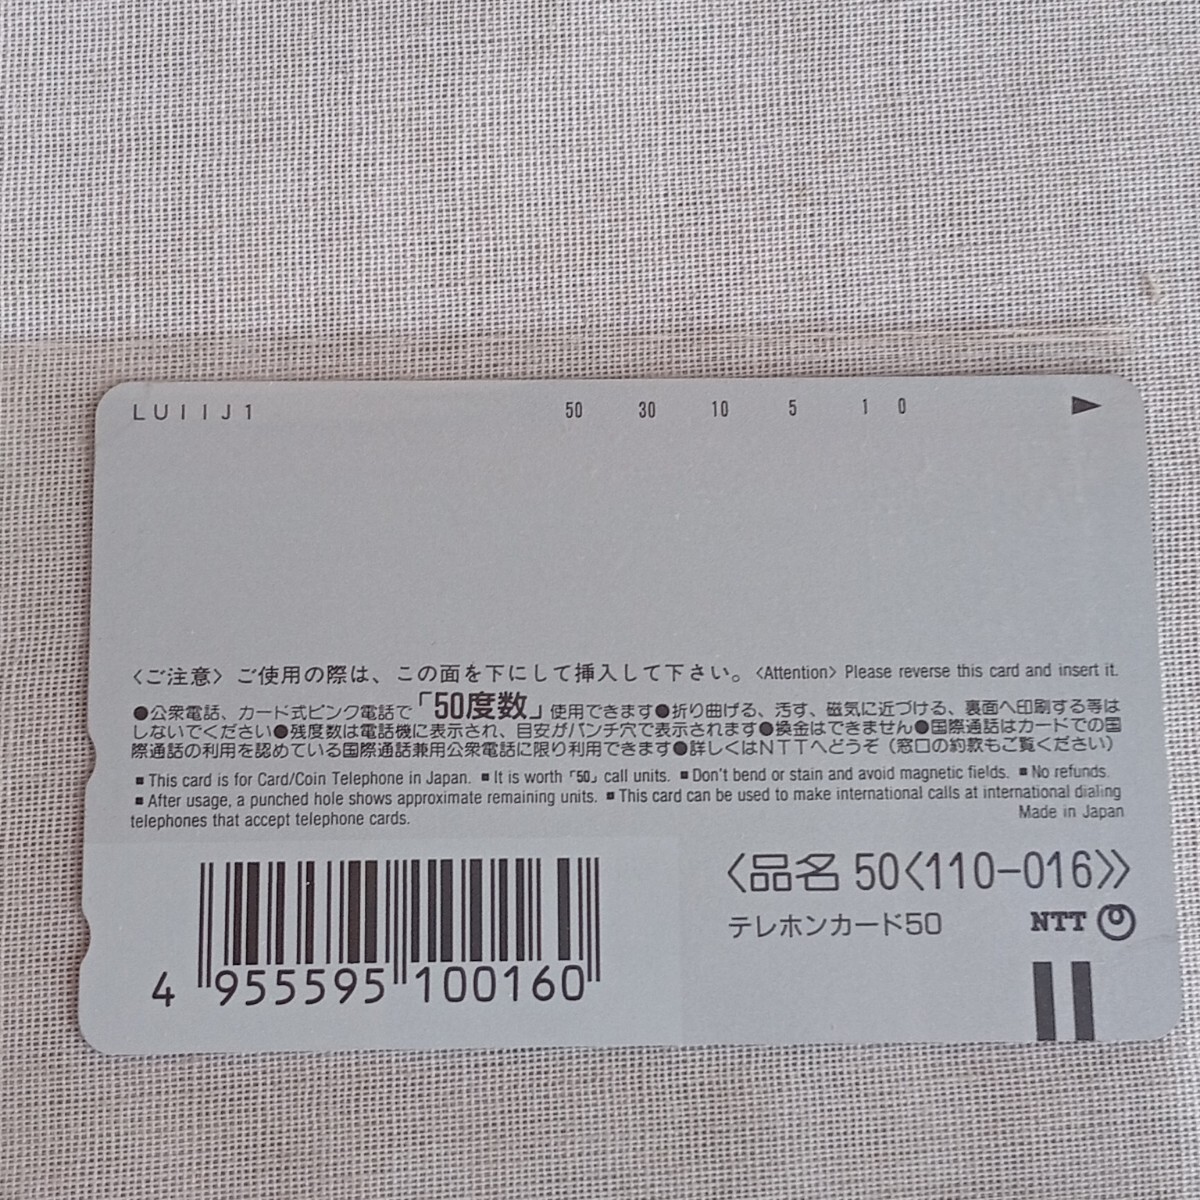 LUIIJ1 50 30 10 5 1 0 ▶
〈ご注意〉ご使用の際は、この面を下にして挿入して下さい。〈Attention〉Please reverse this card and insert it.
●公衆電話、カード式ピンク電話で「50度数」使用できます●折り曲げる、汚す、磁気に近づける、裏面へ印刷する等は
しないでください●残度数は電話機に表示され、目安がパンチ穴で表示されます●換金はできません●国際通話はカードでの国
際通話の利用を認めている国際通話兼用公衆電話に限り利用できます●詳しくはNTTへどうぞ（窓口の約款もご覧ください）
■This card is for Card/Coin Telephone in Japan. ■It is worth「50」call units. ■Don't bend or stain and avoid magnetic fields. ■No refunds.
■After usage, a punched hole shows approximate remaining units. ■This card can be used to make international calls at international dialing
telephones that accept telephone cards. Made in Japan
〈品名 50〈110-016〉〉
テレホンカード50 NTT
4 955595 100160